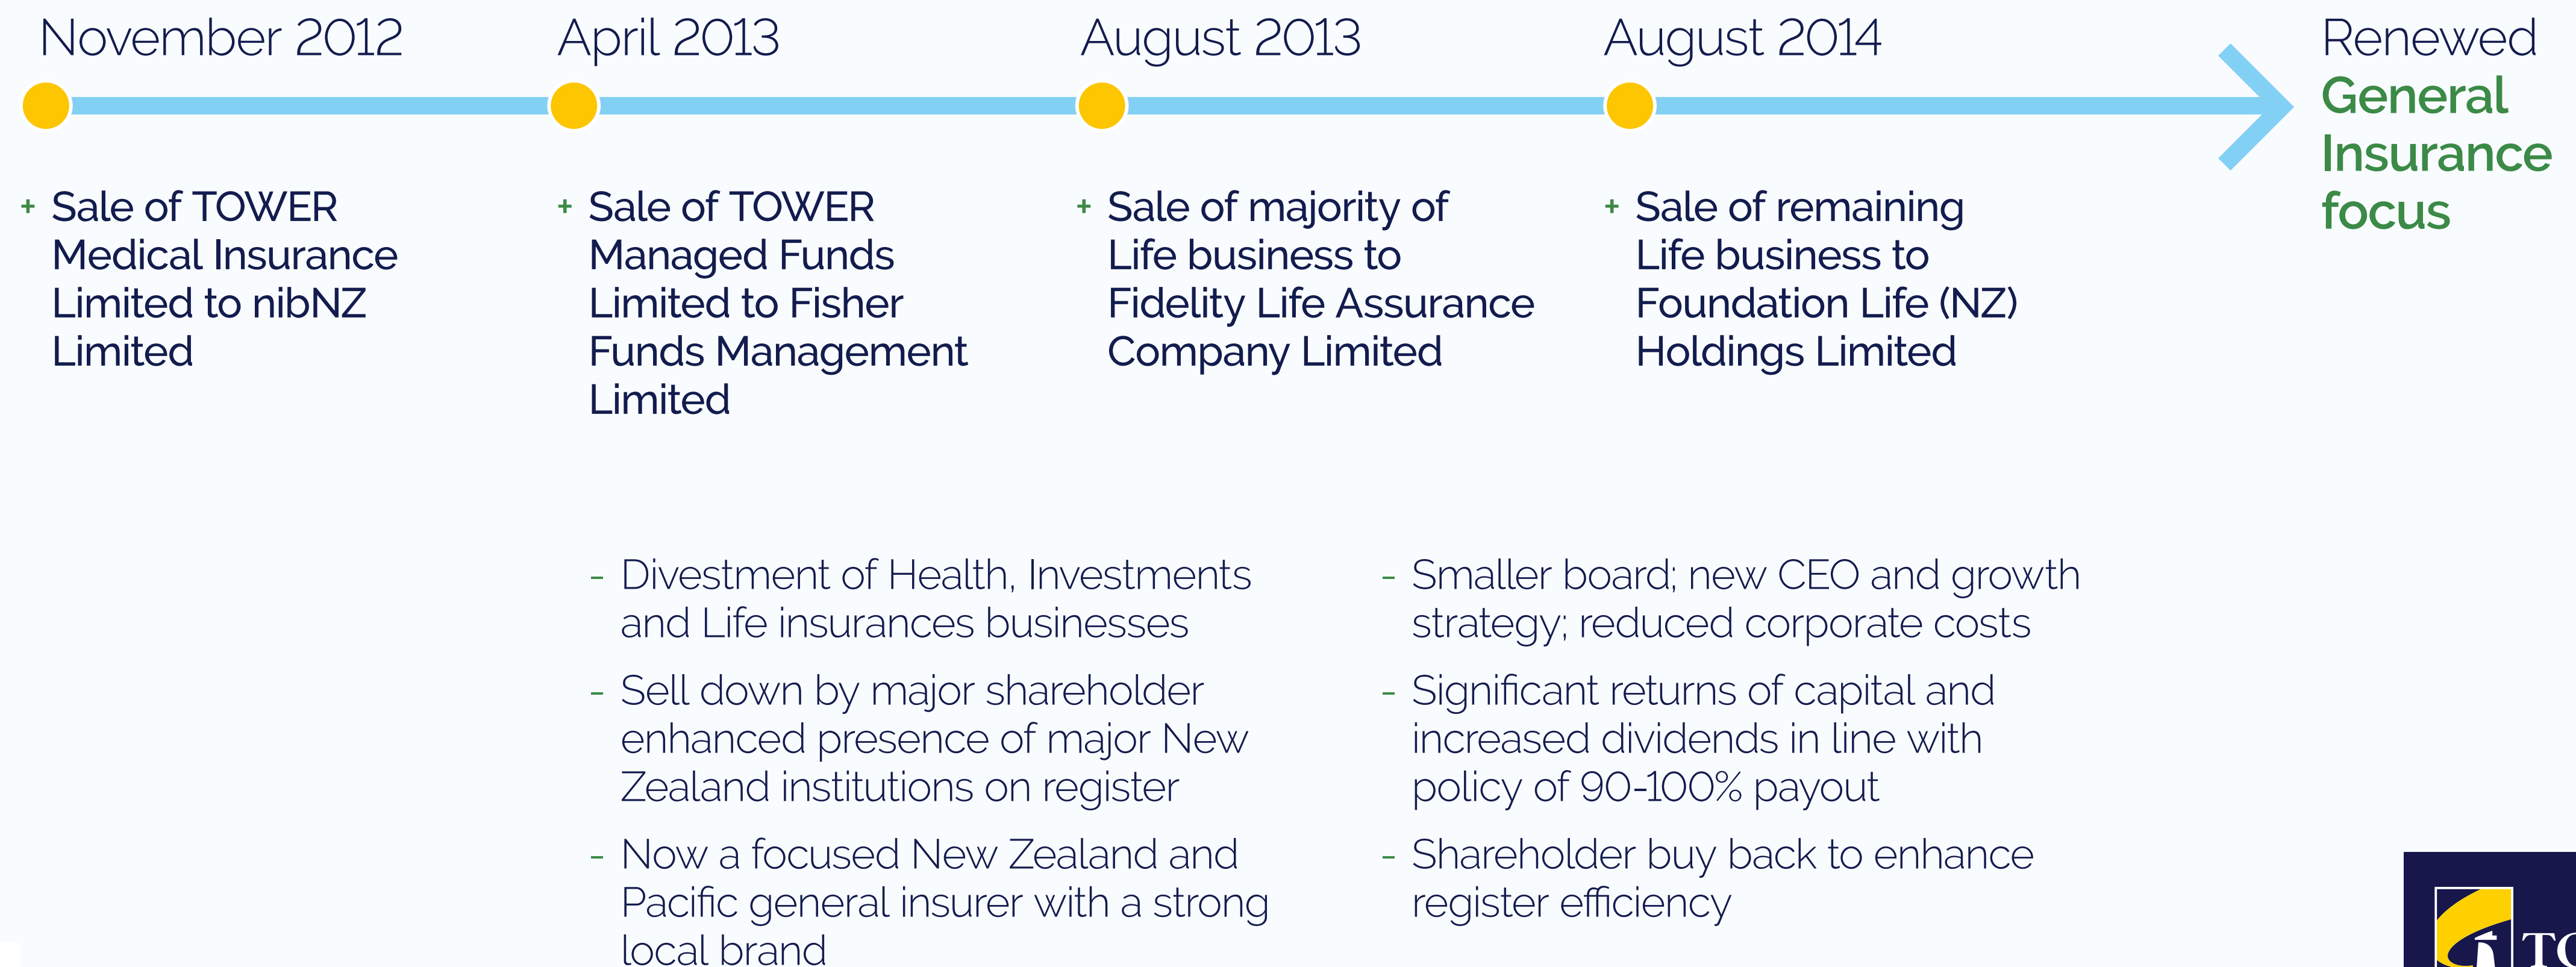 November 2012
+ Sale of TOWER
Medical Insurance
Limited to nibNZ
Limited
April 2013
+ Sale of TOWER
Managed Funds
Limited to Fisher
Funds Management
Limited
August 2013
+ Sale of majority of
Life business to
Fidelity Life Assurance
Company Limited
August 2014
+ Sale of remaining
Life business to
Foundation Life (NZ)
Holdings Limited
Renewed
General
Insurance
focus
- Divestment of Health, Investments
and Life insurances businesses
- Sell down by major shareholder
enhanced presence of major New
Zealand institutions on register
- Now a focused New Zealand and
Pacific general insurer with a strong
local brand
- Smaller board; new CEO and growth
strategy; reduced corporate costs
- Significant returns of capital and
increased dividends in line with
policy of 90-100% payout
- Shareholder buy back to enhance
register efficiency